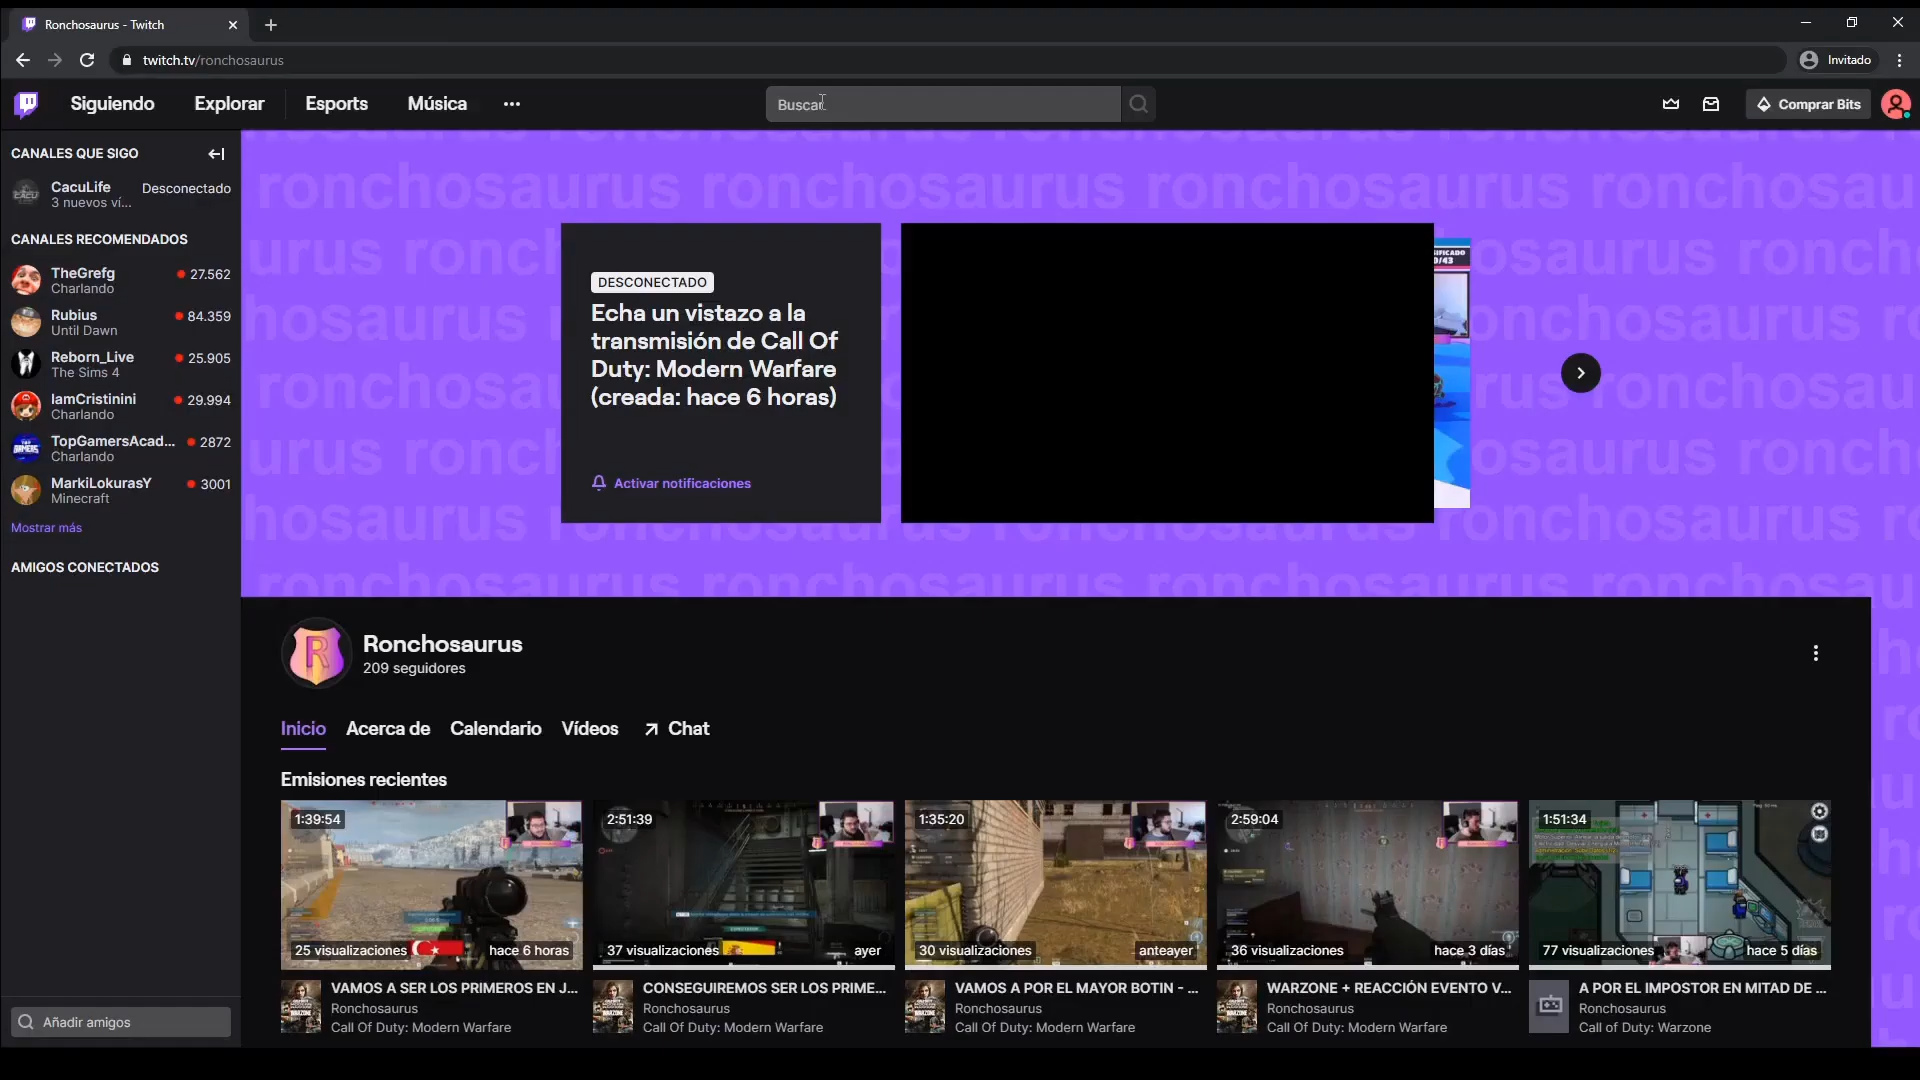 Ronchosaurus - Twitch
twitch.tv/ronchosaurus
Invitado
Siguiendo Explorar Esports Música
Buscar
Comprar Bits
CANALES QUE SIGO
CacuLife Desconectado
3 nuevos ví...
CANALES RECOMENDADOS
TheGrefg 27.562
Charlando
Rubius 84.359
Until Dawn
Reborn_Live 25.905
The Sims 4
IamCristinini 29.994
Charlando
TopGamersAcad... 2872
Charlando
MarkiLokurasY 3001
Minecraft
Mostrar más
AMIGOS CONECTADOS
Añadir amigos
ronchosaurus ronchosaurus ronchosaurus ronchosau
DESCONECTADO
Echa un vistazo a la
transmisión de Call Of
Duty: Modern Warfare
(creada: hace 6 horas)
Activar notificaciones
Ronchosaurus
209 seguidores
Inicio Acerca de Calendario Vídeos Chat
Emisiones recientes
1:39:54
25 visualizaciones hace 6 horas
VAMOS A SER LOS PRIMEROS EN J...
Ronchosaurus
Call Of Duty: Modern Warfare
2:51:39
37 visualizaciones ayer
CONSEGUIREMOS SER LOS PRIME...
Ronchosaurus
Call Of Duty: Modern Warfare
1:35:20
30 visualizaciones anteayer
VAMOS A POR EL MAYOR BOTIN - ...
Ronchosaurus
Call Of Duty: Modern Warfare
2:59:04
36 visualizaciones hace 3 días
WARZONE + REACCIÓN EVENTO V...
Ronchosaurus
Call Of Duty: Modern Warfare
1:51:34
77 visualizaciones hace 5 días
A POR EL IMPOSTOR EN MITAD DE ...
Ronchosaurus
Call of Duty: Warzone